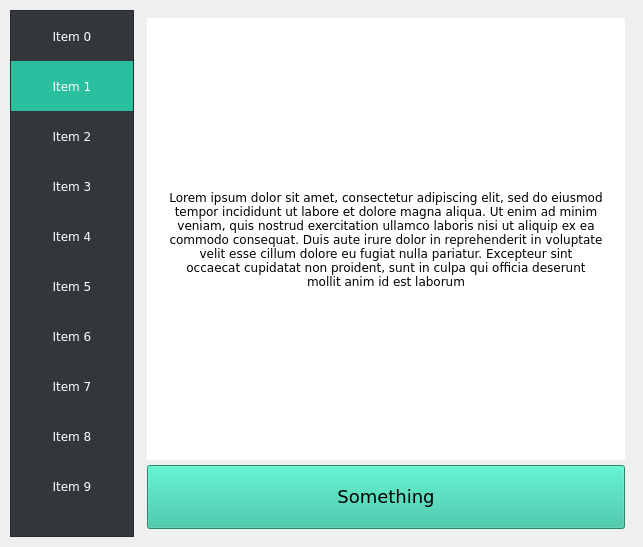 Item 0
Item 1
Item 2
Item 3
Item 4
Item 5
Item 6
Item 7
Item 8
Item 9
Lorem ipsum dolor sit amet, consectetur adipiscing elit, sed do eiusmod
tempor incididunt ut labore et dolore magna aliqua. Ut enim ad minim
veniam, quis nostrud exercitation ullamco laboris nisi ut aliquip ex ea
commodo consequat. Duis aute irure dolor in reprehenderit in voluptate
velit esse cillum dolore eu fugiat nulla pariatur. Excepteur sint
occaecat cupidatat non proident, sunt in culpa qui officia deserunt
mollit anim id est laborum
Something